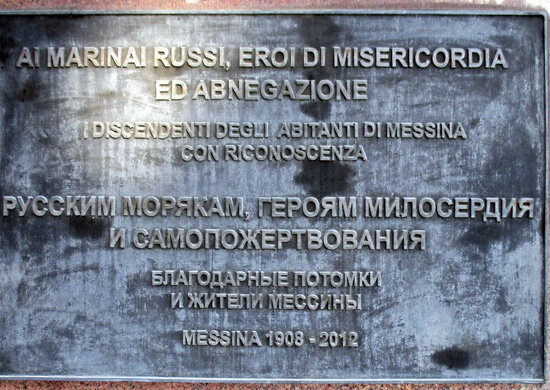 AI MARINAI RUSSI, EROI DI MISERICORDIA
ED ABNEGAZIONE
I DISCENDENTI DEGLI ABITANTI DI MESSINA
CON RICONOSCENZA
РУССКИМ МОРЯКАМ, ГЕРОЯМ МИЛОСЕРДИЯ
И САМОПОЖЕРТВОВАНИЯ
БЛАГОДАРНЫЕ ПОТОМКИ
И ЖИТЕЛИ МЕССИНЫ
MESSINA 1908 - 2012